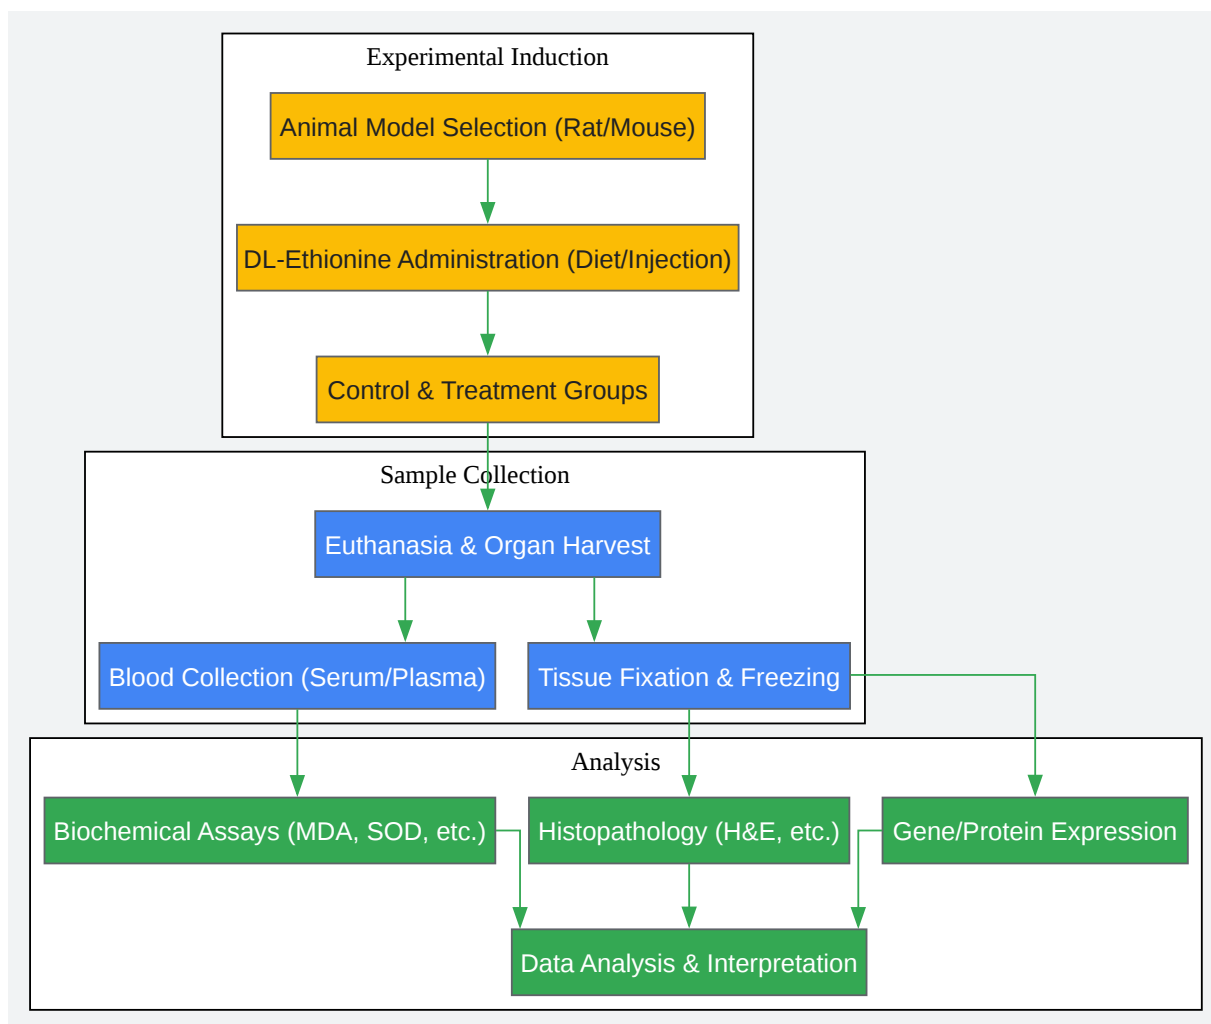 Experimental Induction
Animal Model Selection (Rat/Mouse)
DL-Ethionine Administration (Diet/Injection)
Control & Treatment Groups
Sample Collection
Euthanasia & Organ Harvest
Blood Collection (Serum/Plasma)
Tissue Fixation & Freezing
Analysis
Biochemical Assays (MDA, SOD, etc.)
Histopathology (H&E, etc.)
Gene/Protein Expression
Data Analysis & Interpretation